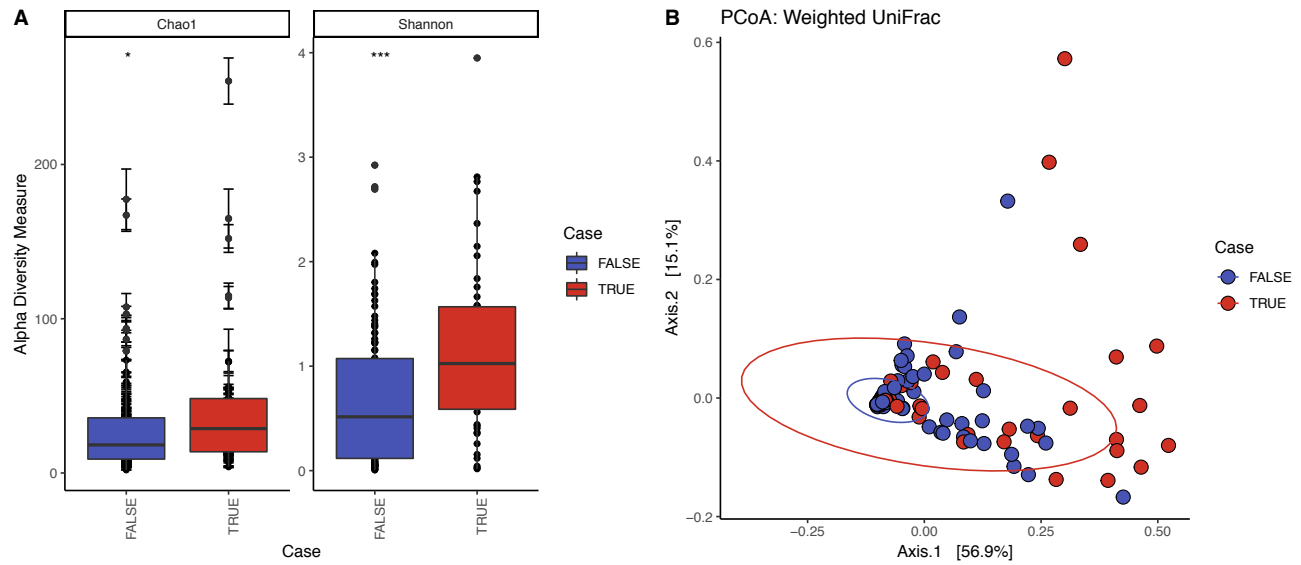 A
Chao1
Shannon
*
***
Alpha Diversity Measure
200
100
0
4
3
2
1
0
FALSE
TRUE
FALSE
TRUE
Case
Case
FALSE
TRUE
B
PCoA: Weighted UniFrac
Axis.2 [15.1%]
0.6
0.4
0.2
0.0
−0.2
−0.25
0.00
0.25
0.50
Axis.1 [56.9%]
Case
FALSE
TRUE